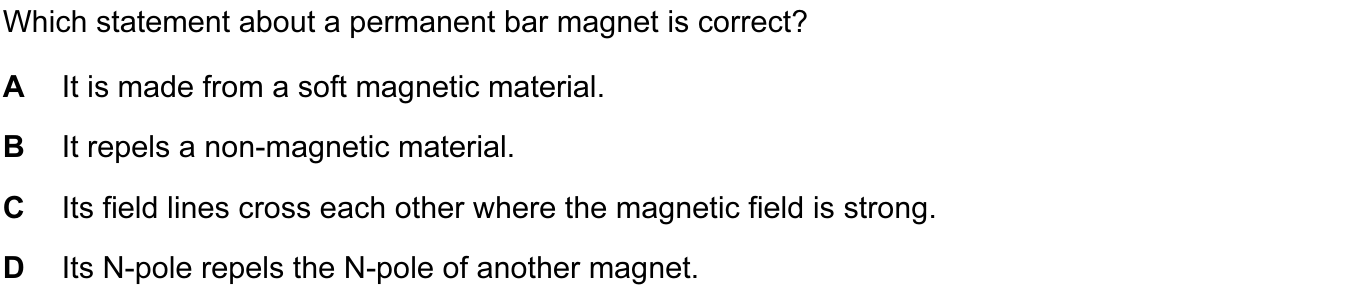 Which statement about a permanent bar magnet is correct?
A It is made from a soft magnetic material.
B It repels a non-magnetic material.
C Its field lines cross each other where the magnetic field is strong.
D Its N-pole repels the N-pole of another magnet.